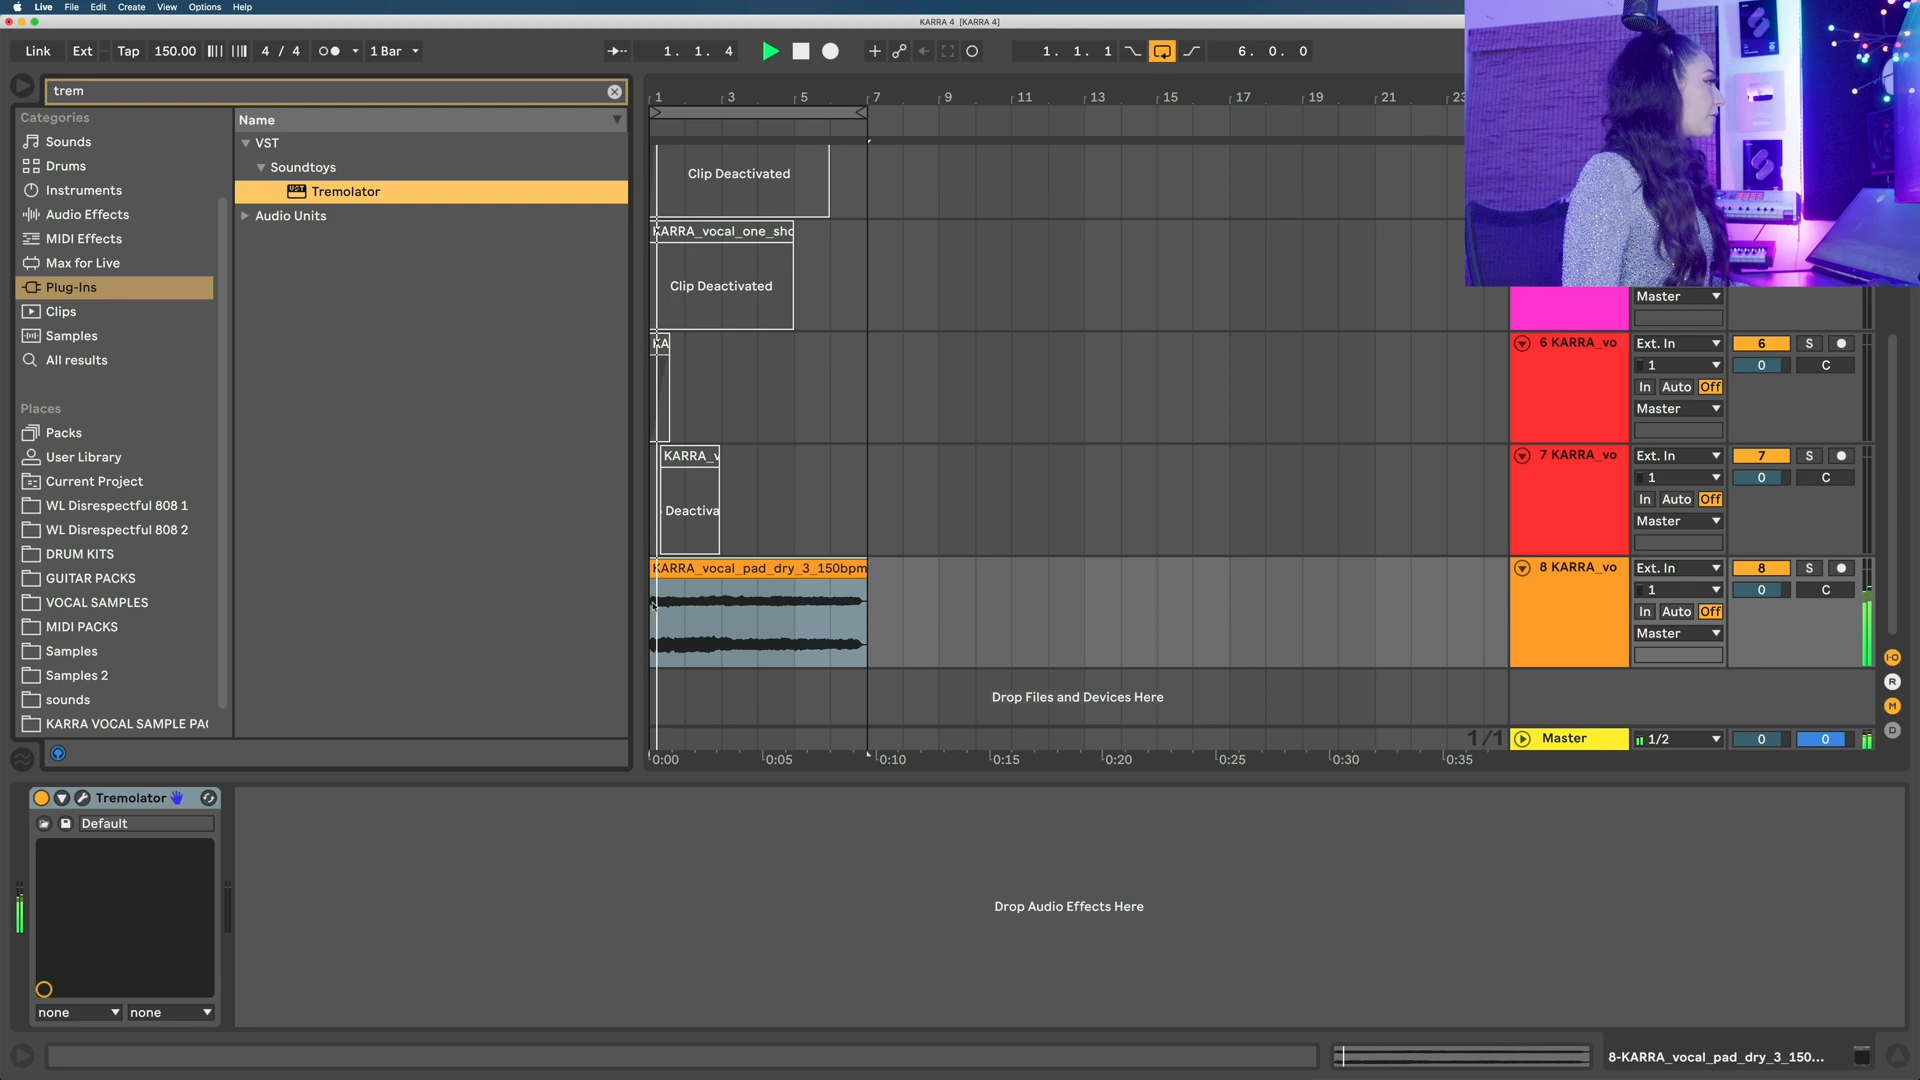 Live File Edit Create View Options Help
KARRA 4 [KARRA 4]
Link Ext Tap 150.00 4 / 4 1 Bar 1. 1. 4 1. 1. 1 6. 0. 0
trem
Categories
Sounds
Drums
Instruments
Audio Effects
MIDI Effects
Max for Live
Plug-Ins
Clips
Samples
All results
Places
Packs
User Library
Current Project
WL Disrespectful 808 1
WL Disrespectful 808 2
DRUM KITS
GUITAR PACKS
VOCAL SAMPLES
MIDI PACKS
Samples
Samples 2
sounds
KARRA VOCAL SAMPLE PA
Name
VST
Soundtoys
VST Tremolator
Audio Units
1 3 5 7 9 11 13 15 17 19 21 23
Clip Deactivated
KARRA_vocal_one_sho
Clip Deactivated
Master
KA
6 KARRA_vo Ext. In 6 S
1 0 C
In Auto Off
Master
KARRA_v
Deactiva
7 KARRA_vo Ext. In 7 S
1 0 C
In Auto Off
Master
KARRA_vocal_pad_dry_3_150bpm
8 KARRA_vo Ext. In 8 S
1 0 C
In Auto Off
Master
I-O
R
M
D
Drop Files and Devices Here
1/1 Master 1/2 0 0
0:00 0:05 0:10 0:15 0:20 0:25 0:30 0:35
Tremolator
Default
none none
Drop Audio Effects Here
8-KARRA_vocal_pad_dry_3_150...